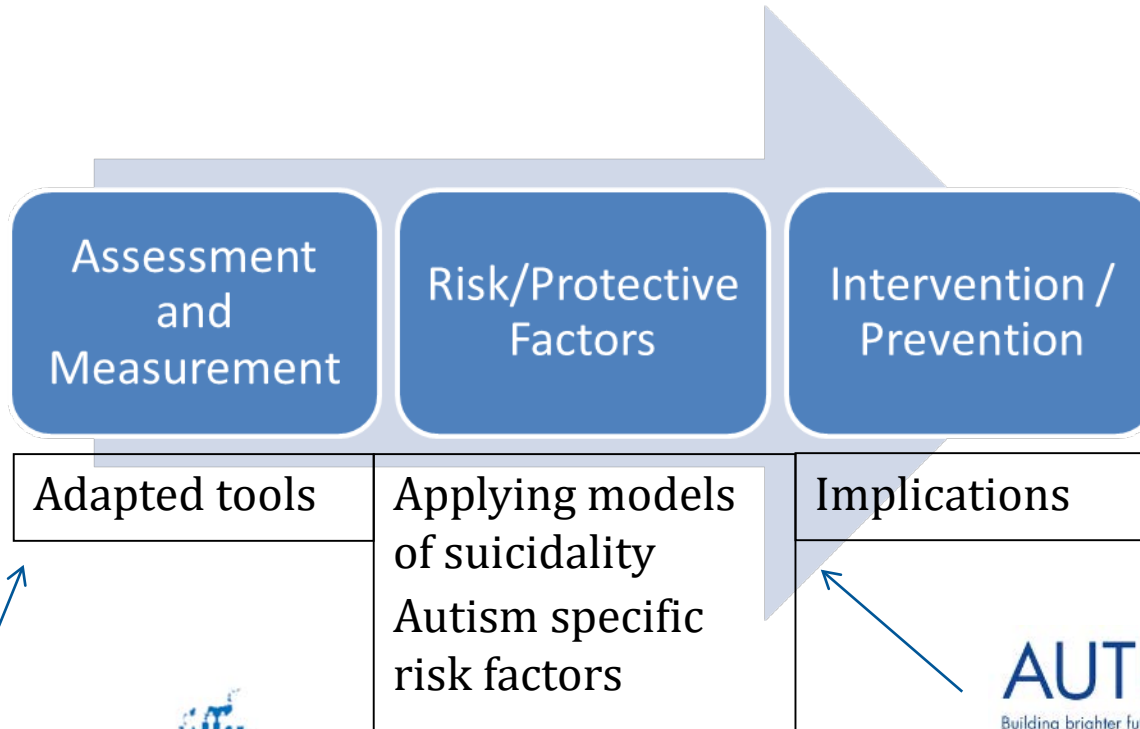 Assessment
and
Measurement
Risk/Protective
Factors
Intervention /
Prevention
Adapted tools
Applying models
of suicidality
Autism specific
risk factors
Implications
AUT
Building brighter fu